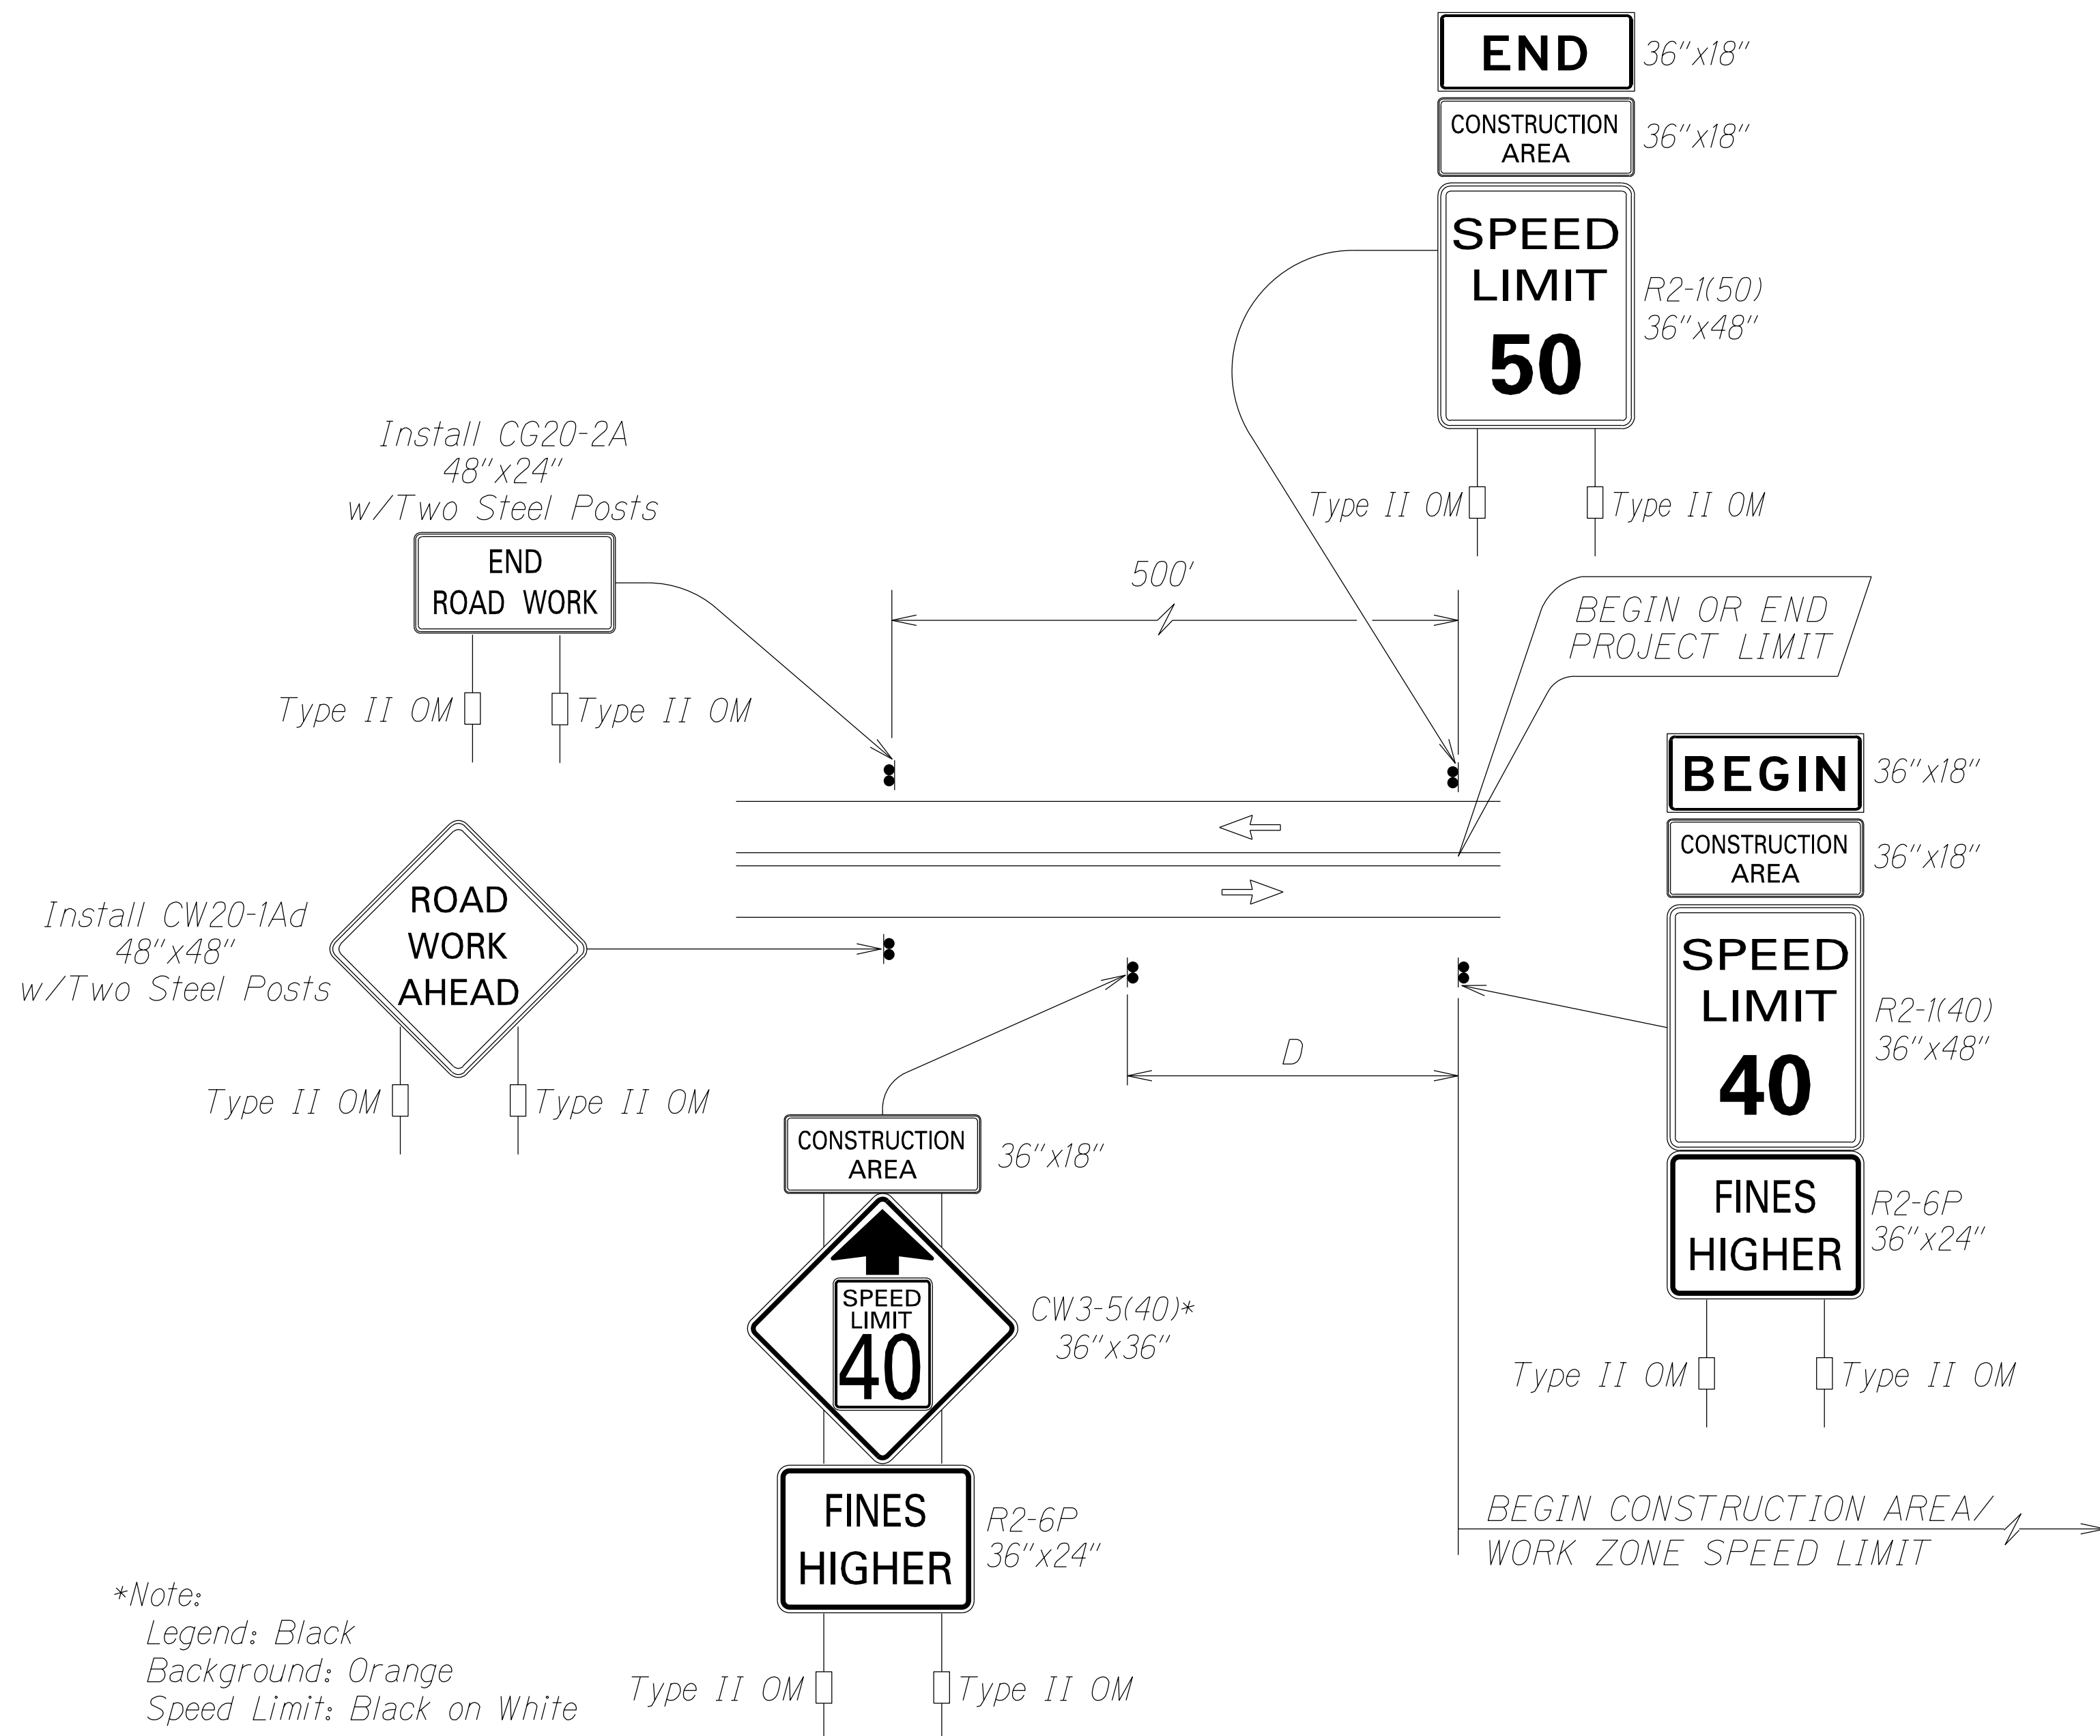 END
36"x18"
CONSTRUCTION
AREA
36"x18"
SPEED
LIMIT
50
R2-1(50)
36"x48"
Type II OM
Type II OM
Install CG20-2A
48"x24"
w/Two Steel Posts
END
ROAD WORK
Type II OM
Type II OM
500'
BEGIN OR END
PROJECT LIMIT
BEGIN
36"x18"
CONSTRUCTION
AREA
36"x18"
SPEED
LIMIT
40
R2-1(40)
36"x48"
FINES
HIGHER
R2-6P
36"x24"
Type II OM
Type II OM
Install CW20-1Ad
48"x48"
w/Two Steel Posts
ROAD
WORK
AHEAD
Type II OM
Type II OM
D
CONSTRUCTION
AREA
36"x18"
SPEED
LIMIT
40
CW3-5(40)*
36"x36"
FINES
HIGHER
R2-6P
36"x24"
Type II OM
Type II OM
BEGIN CONSTRUCTION AREA/
WORK ZONE SPEED LIMIT
*Note:
Legend: Black
Background: Orange
Speed Limit: Black on White